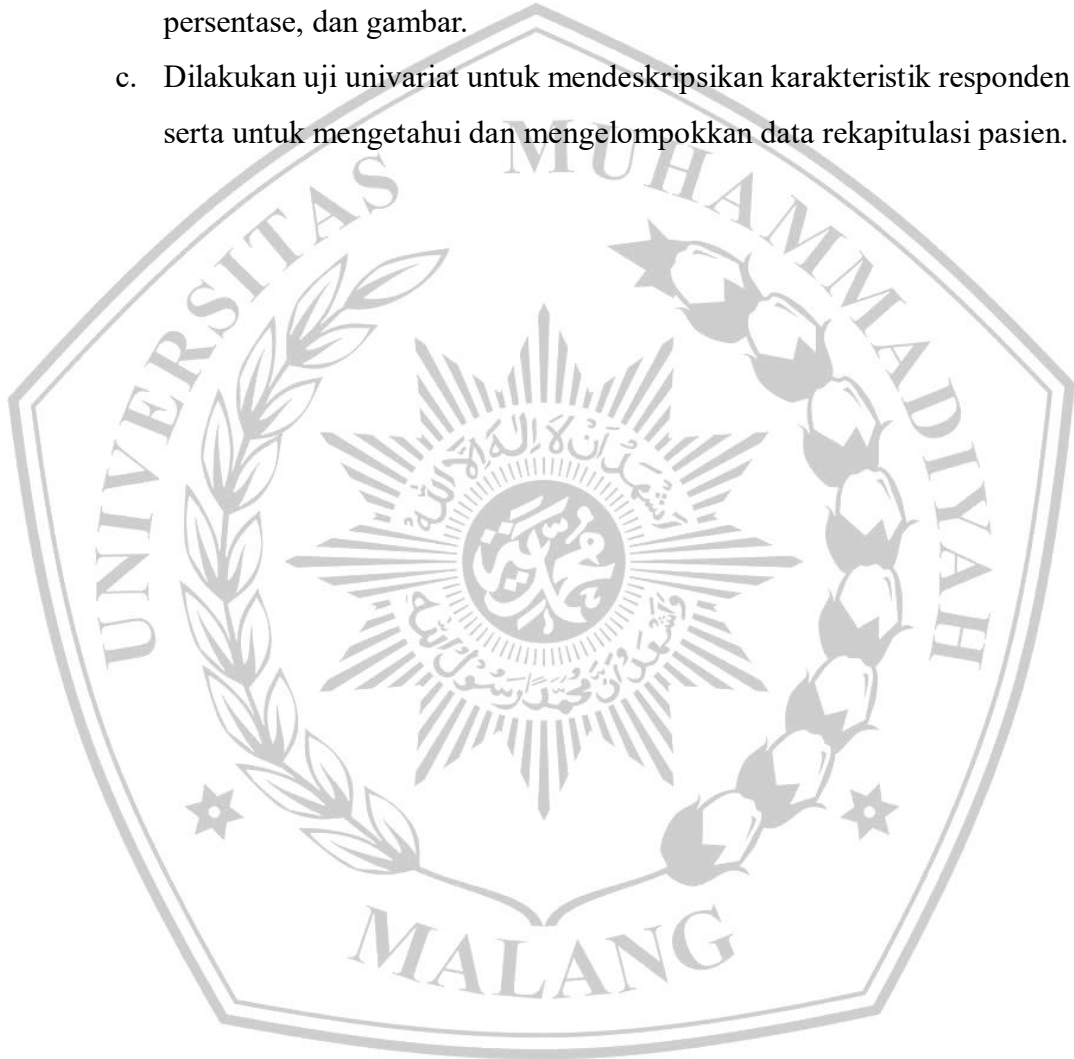 persentase, dan gambar.
c. Dilakukan uji univariat untuk mendeskripsikan karakteristik responden
serta untuk mengetahui dan mengelompokkan data rekapitulasi pasien.
UNIVERSITAS MUHAMMADIYAH
MALANG